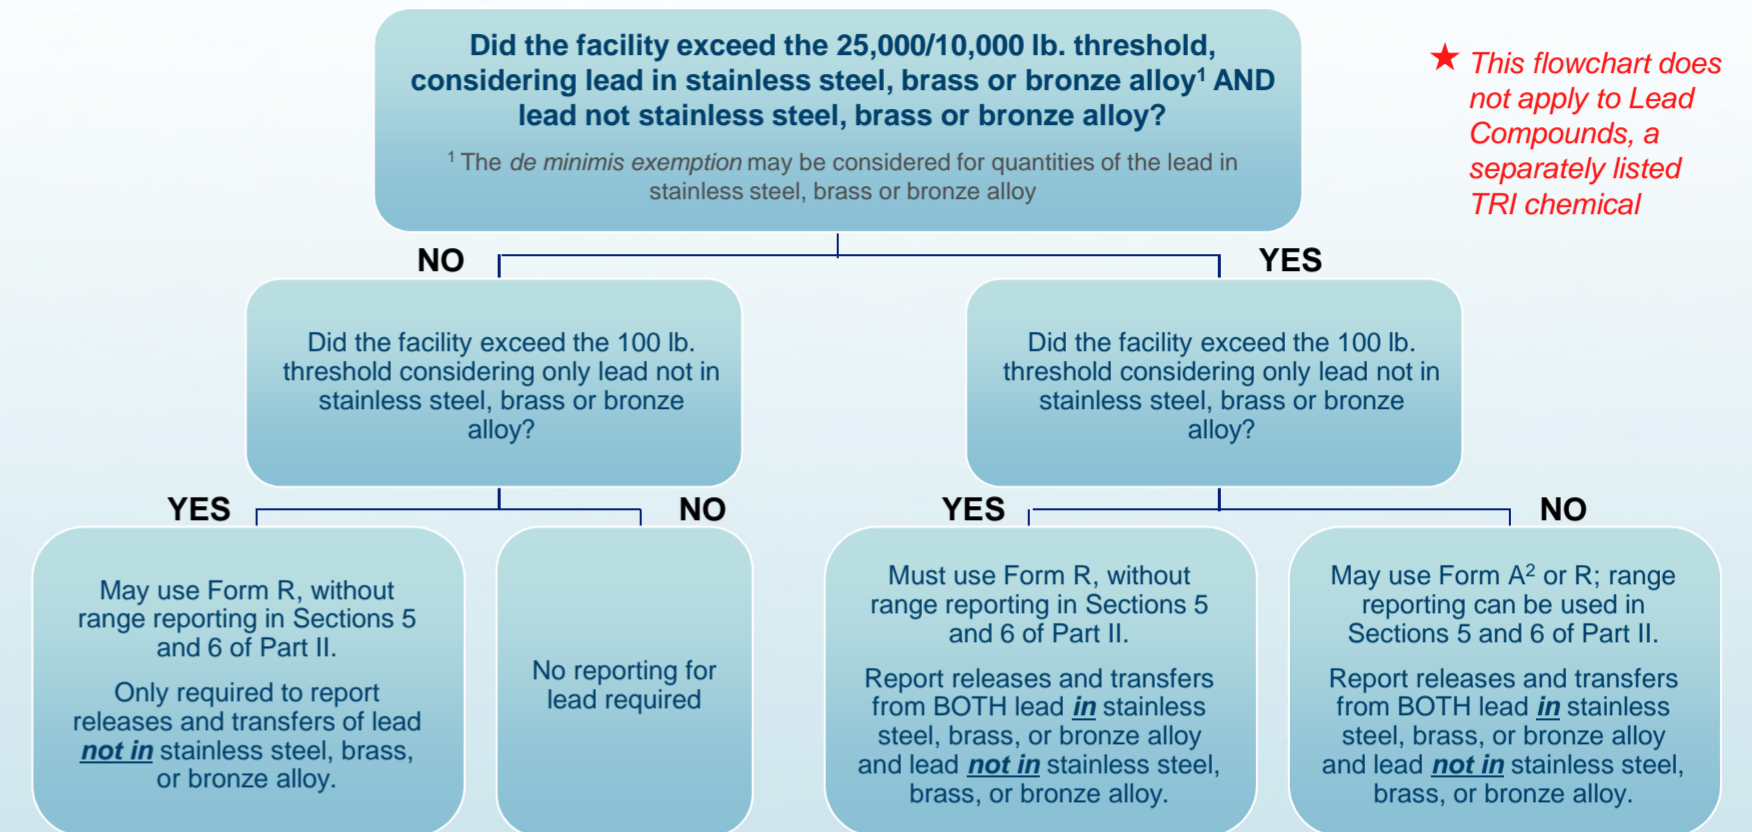 Did the facility exceed the 25,000/10,000 lb. threshold,
considering lead in stainless steel, brass or bronze alloy¹ AND
lead not stainless steel, brass or bronze alloy?
¹ The de minimis exemption may be considered for quantities of the lead in
stainless steel, brass or bronze alloy
★ This flowchart does
not apply to Lead
Compounds, a
separately listed
TRI chemical
NO
YES
Did the facility exceed the 100 lb.
threshold considering only lead not in
stainless steel, brass or bronze
alloy?
Did the facility exceed the 100 lb.
threshold considering only lead not in
stainless steel, brass or bronze
alloy?
YES
NO
YES
NO
May use Form R, without
range reporting in Sections 5
and 6 of Part II.
Only required to report
releases and transfers of lead
not in stainless steel, brass,
or bronze alloy.
No reporting for
lead required
Must use Form R, without
range reporting in Sections 5
and 6 of Part II.
Report releases and transfers
from BOTH lead in stainless
steel, brass, or bronze alloy
and lead not in stainless steel,
brass, or bronze alloy.
May use Form A² or R; range
reporting can be used in
Sections 5 and 6 of Part II.
Report releases and transfers
from BOTH lead in stainless
steel, brass, or bronze alloy
and lead not in stainless steel,
brass, or bronze alloy.